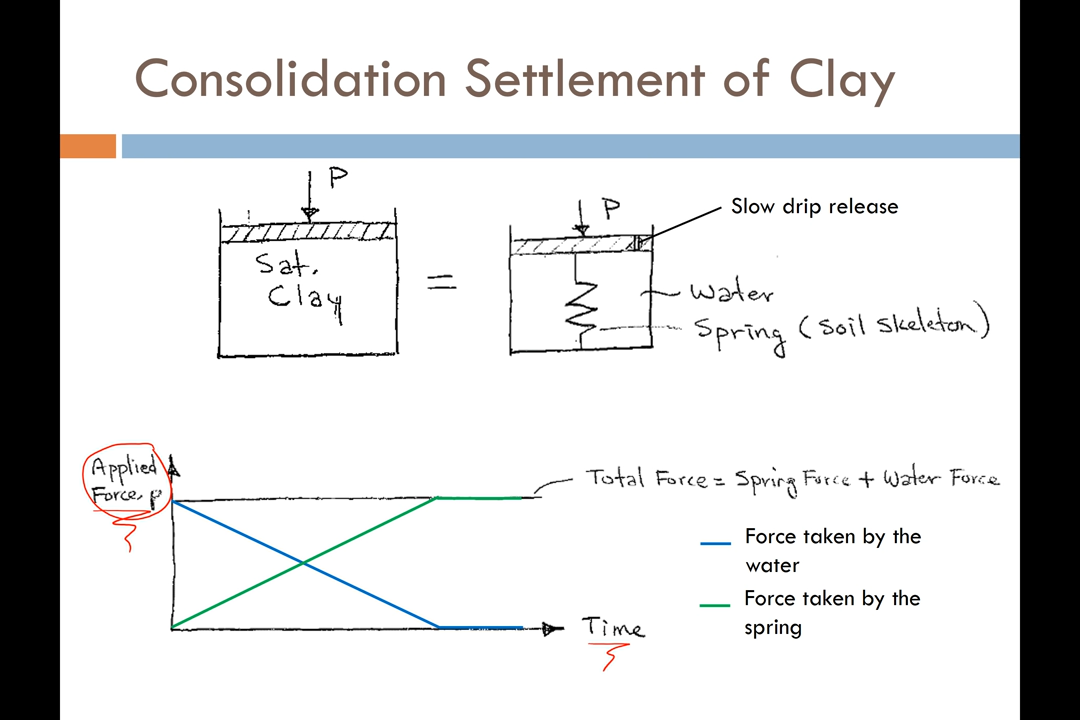 Consolidation Settlement of Clay
P
Sat.
Clay
=
P
Slow drip release
Water
Spring (Soil Skeleton)
Applied
Force, P
Total Force = Spring Force + Water Force
Force taken by the
water
Force taken by the
spring
Time